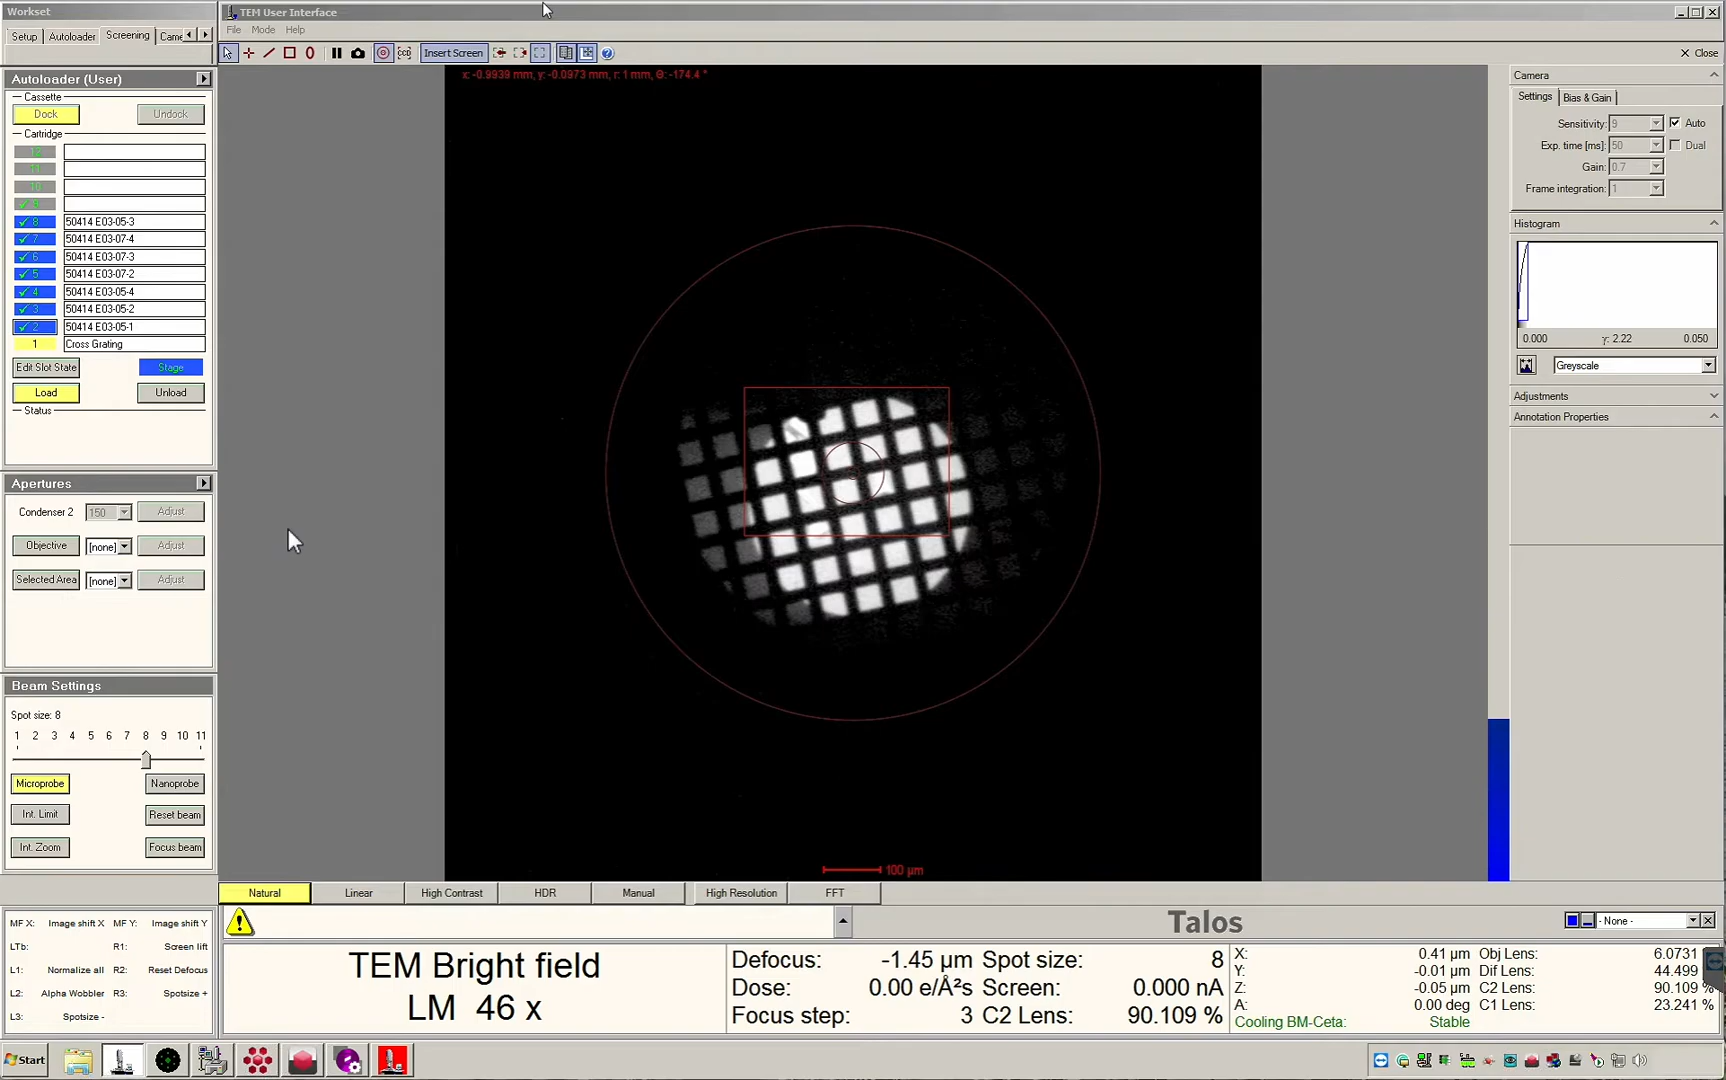 Workset
TEM User Interface
Setup Autoloader Screening Came
File Mode Help
Insert Screen
Close
x: -0.9939 mm, y: -0.0973 mm, r: 1 mm, Θ: -174.4 °
Autoloader (User)
Cassette
Dock Undock
Cartridge
12
11
10
9
8 50414 E03-05-3
7 50414 E03-07-4
6 50414 E03-07-3
5 50414 E03-07-2
4 50414 E03-05-4
3 50414 E03-05-2
2 50414 E03-05-1
1 Cross Grating
Edit Slot State Stage
Load Unload
Status
Apertures
Condenser 2 150 Adjust
Objective [none] Adjust
Selected Area [none] Adjust
Beam Settings
Spot size: 8
1 2 3 4 5 6 7 8 9 10 11
Microprobe Nanoprobe
Int. Limit Reset beam
Int. Zoom Focus beam
Camera
Settings Bias & Gain
Sensitivity: 9 Auto
Exp. time [ms]: 50 Dual
Gain: 0.7
Frame integration: 1
Histogram
0.000 γ: 2.22 0.050
Greyscale
Adjustments
Annotation Properties
100 µm
Natural Linear High Contrast HDR Manual High Resolution FFT
MF X: Image shift X MF Y: Image shift Y
LTb: R1: Screen lift
L1: Normalize all R2: Reset Defocus
L2: Alpha Wobbler R3: Spotsize +
L3: Spotsize -
Talos
- None -
TEM Bright field
LM 46 x
Defocus: -1.45 µm Spot size: 8
Dose: 0.00 e/Å²s Screen: 0.000 nA
Focus step: 3 C2 Lens: 90.109 %
X: 0.41 µm Obj Lens: 6.0731
Y: -0.01 µm Dif Lens: 44.499
Z: -0.05 µm C2 Lens: 90.109 %
A: 0.00 deg C1 Lens: 23.241 %
Cooling BM-Ceta: Stable
Start